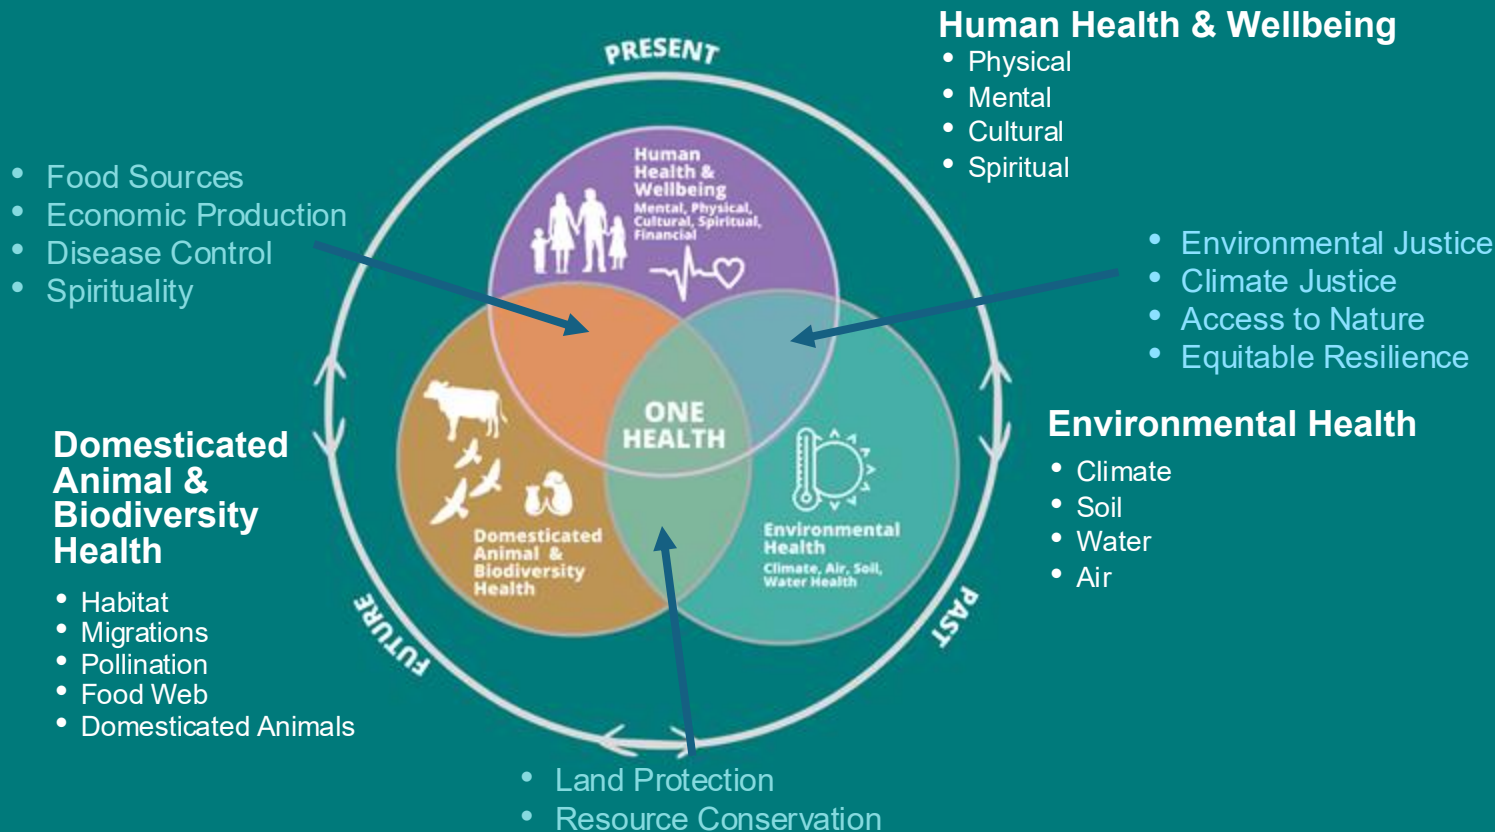 Human Health & Wellbeing
• Physical
• Mental
• Cultural
• Spiritual
PRESENT
• Food Sources
• Economic Production
• Disease Control
• Spirituality
Human
Health &
Wellbeing
Mental, Physical,
Cultural, Spiritual,
Financial
• Environmental Justice
• Climate Justice
• Access to Nature
• Equitable Resilience
ONE
HEALTH
Environmental Health
• Climate
• Soil
• Water
• Air
Domesticated
Animal &
Biodiversity
Health
• Habitat
• Migrations
• Pollination
• Food Web
• Domesticated Animals
Domesticated
Animal &
Biodiversity
Health
Environmental
Health
Climate, Air, Soil,
Water Health
FUTURE
PAST
• Land Protection
• Resource Conservation